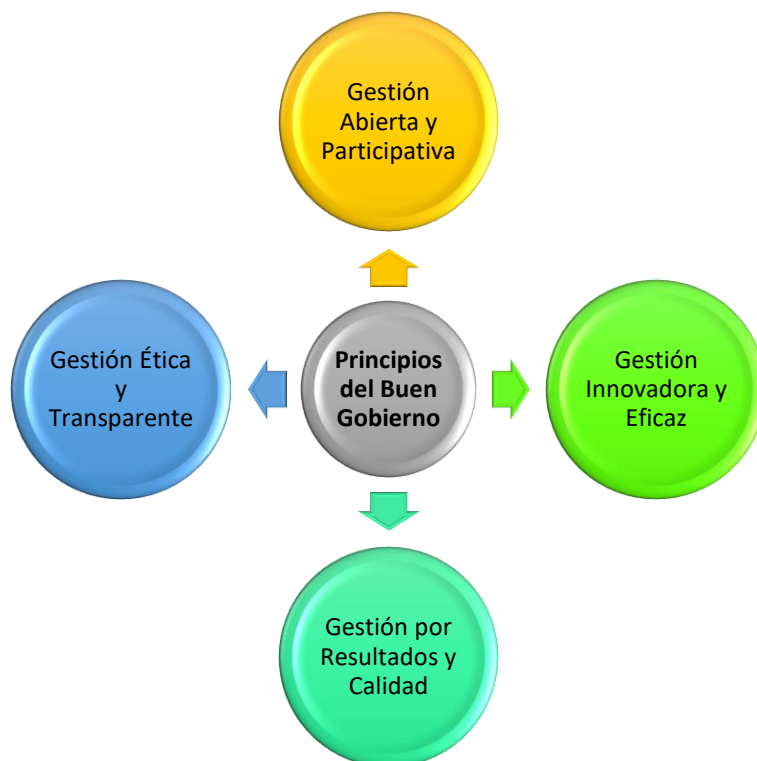 Gestión
Abierta y
Participativa
Gestión Ética
y
Transparente
Principios
del Buen
Gobierno
Gestión
Innovadora y
Eficaz
Gestión por
Resultados y
Calidad